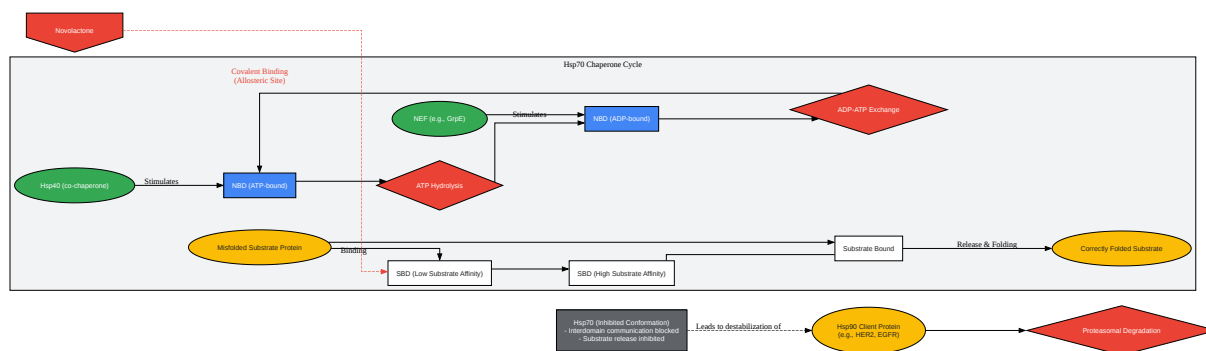 Novolactone
Hsp70 Chaperone Cycle
Covalent Binding
(Allosteric Site)
NEF (e.g., GrpE)
Stimulates
NBD (ADP-bound)
ADP-ATP Exchange
Hsp40 (co-chaperone)
Stimulates
NBD (ATP-bound)
ATP Hydrolysis
Misfolded Substrate Protein
Binding
Substrate Bound
Release & Folding
Correctly Folded Substrate
SBD (Low Substrate Affinity)
SBD (High Substrate Affinity)
Hsp70 (Inhibited Conformation)
- Interdomain communication blocked
- Substrate release inhibited
Leads to destabilization of
Hsp90 Client Protein
(e.g., HER2, EGFR)
Proteasomal Degradation